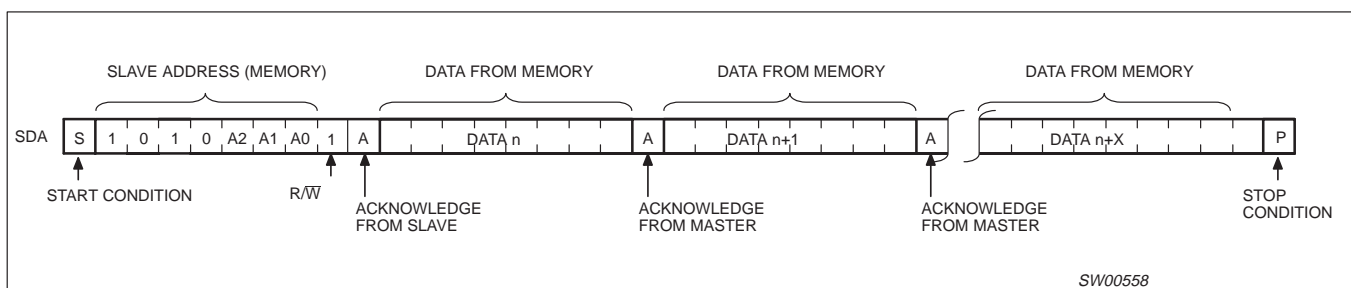 SLAVE ADDRESS (MEMORY) DATA FROM MEMORY DATA FROM MEMORY DATA FROM MEMORY
SDA S 1 0 1 0 A2 A1 A0 1 A DATA n A DATA n+1 A DATA n+X P
START CONDITION R/W̅ ACKNOWLEDGE FROM SLAVE ACKNOWLEDGE FROM MASTER ACKNOWLEDGE FROM MASTER STOP CONDITION
SW00558